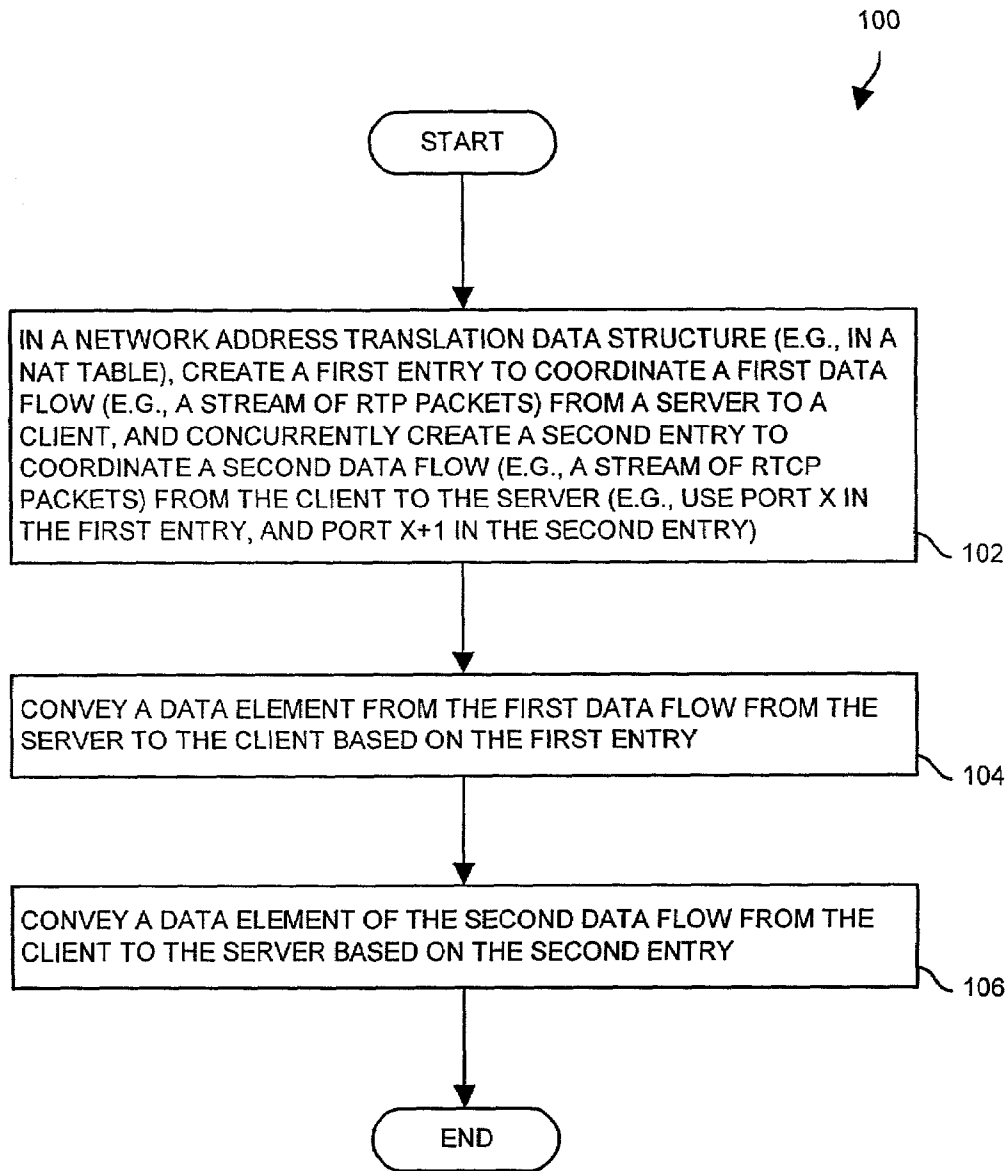 100
START
IN A NETWORK ADDRESS TRANSLATION DATA STRUCTURE (E.G., IN A
NAT TABLE), CREATE A FIRST ENTRY TO COORDINATE A FIRST DATA
FLOW (E.G., A STREAM OF RTP PACKETS) FROM A SERVER TO A
CLIENT, AND CONCURRENTLY CREATE A SECOND ENTRY TO
COORDINATE A SECOND DATA FLOW (E.G., A STREAM OF RTCP
PACKETS) FROM THE CLIENT TO THE SERVER (E.G., USE PORT X IN
THE FIRST ENTRY, AND PORT X+1 IN THE SECOND ENTRY)
102
CONVEY A DATA ELEMENT FROM THE FIRST DATA FLOW FROM THE
SERVER TO THE CLIENT BASED ON THE FIRST ENTRY
104
CONVEY A DATA ELEMENT OF THE SECOND DATA FLOW FROM THE
CLIENT TO THE SERVER BASED ON THE SECOND ENTRY
106
END